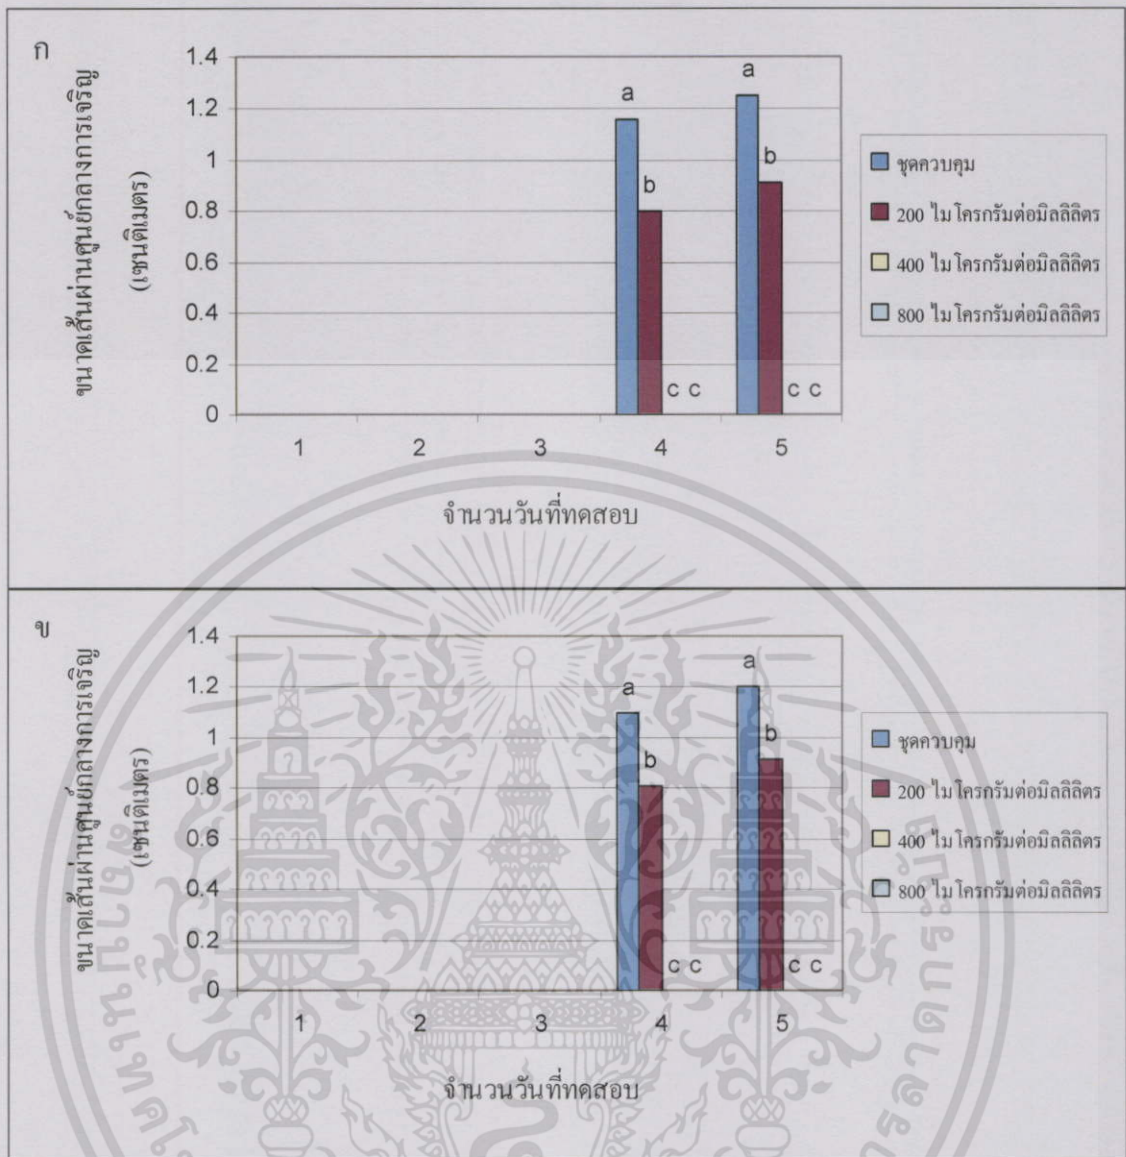 ก
ขนาดเส้นผ่านศูนย์กลางการเจริญ
(เซนติเมตร)
1.4
1.2
1
0.8
0.6
0.4
0.2
0
a
b
c c
a
b
c c
1 2 3 4 5
จำนวนวันที่ทดสอบ
ชุดควบคุม
200 ไมโครกรัมต่อมิลลิลิตร
400 ไมโครกรัมต่อมิลลิลิตร
800 ไมโครกรัมต่อมิลลิลิตร
ข
ขนาดเส้นผ่านศูนย์กลางการเจริญ
(เซนติเมตร)
1.4
1.2
1
0.8
0.6
0.4
0.2
0
a
b
c c
a
b
c c
1 2 3 4 5
จำนวนวันที่ทดสอบ
ชุดควบคุม
200 ไมโครกรัมต่อมิลลิลิตร
400 ไมโครกรัมต่อมิลลิลิตร
800 ไมโครกรัมต่อมิลลิลิตร